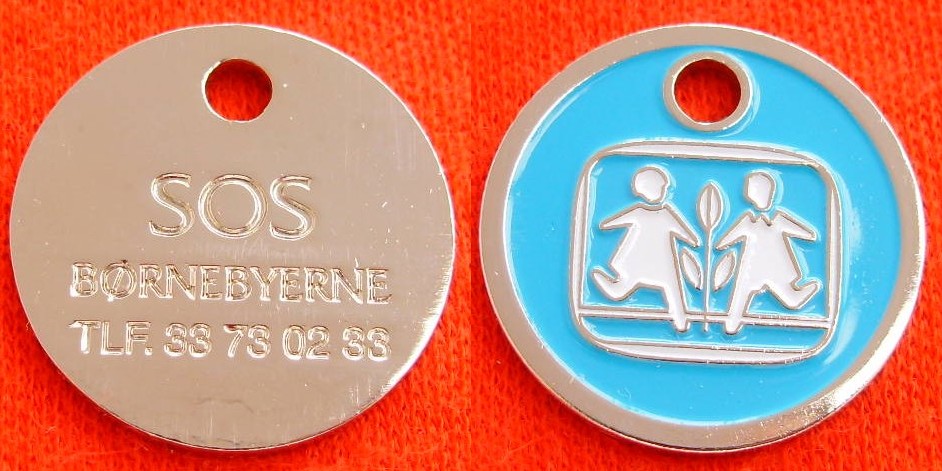 SOS
BØRNEBYERNE
TLF. 33 73 02 33